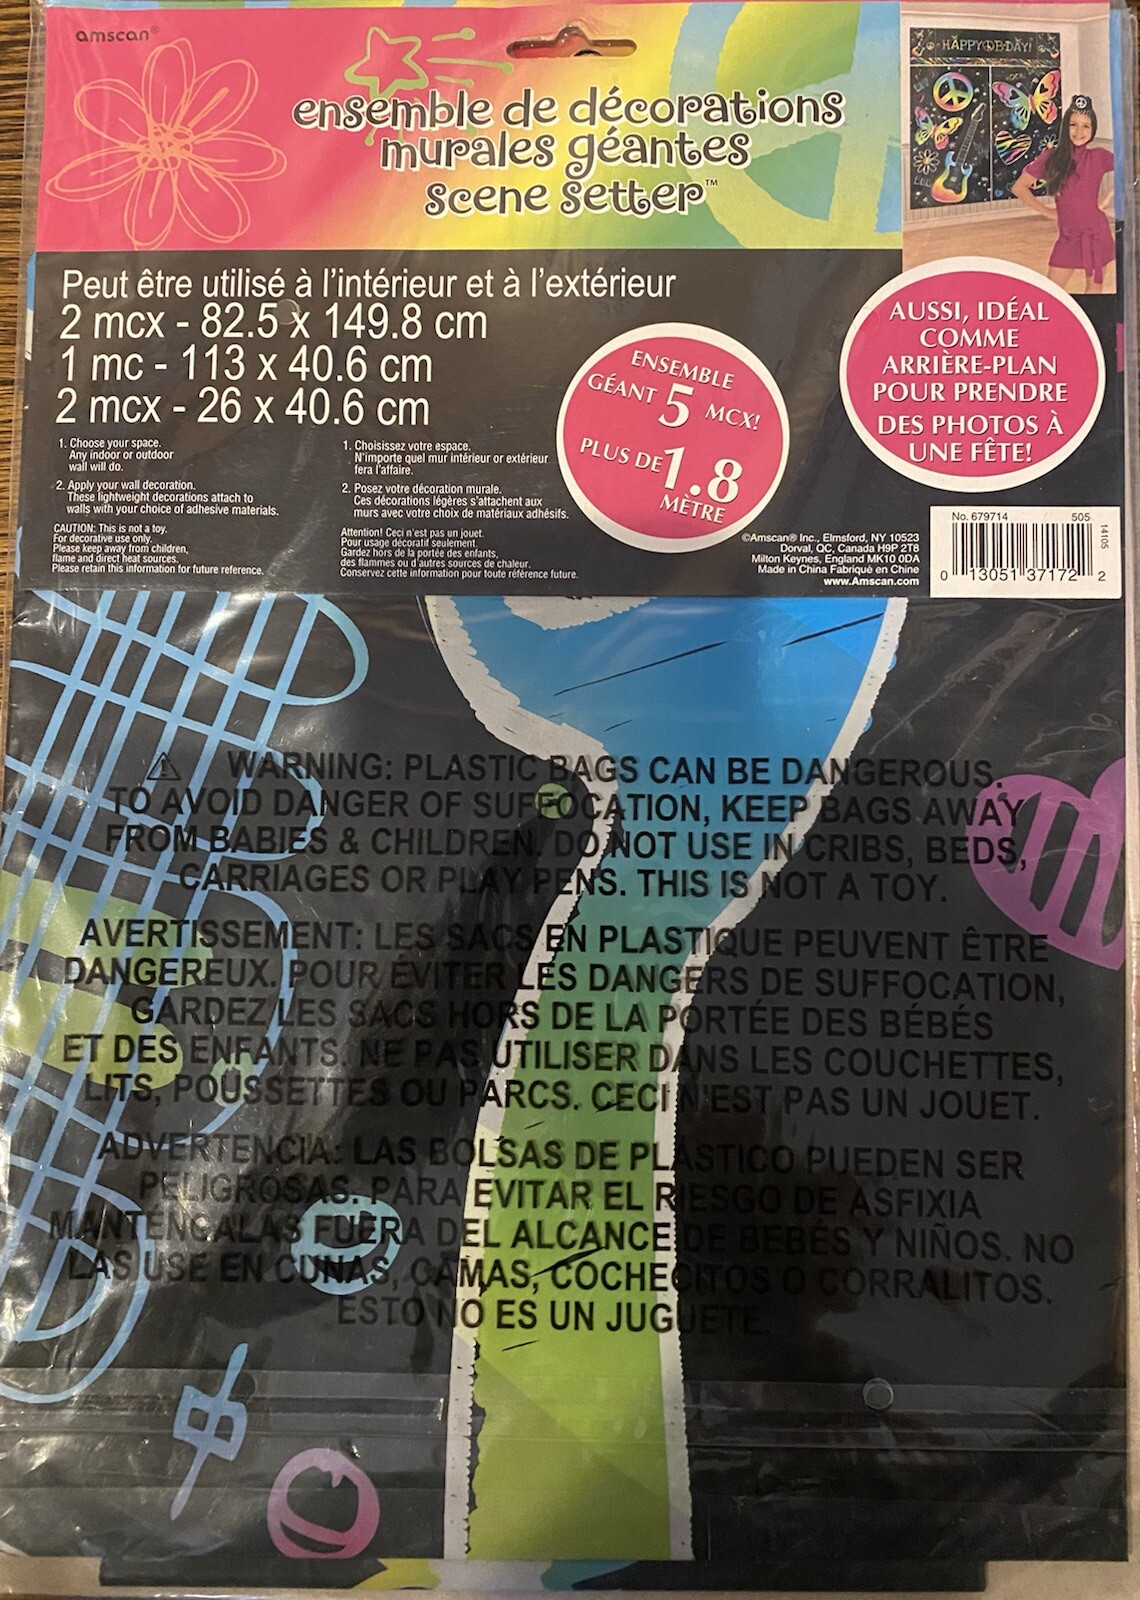 amscan®
HAPPY B-DAY!
ensemble de décorations
murales géantes
scene setter™
Peut être utilisé à l'intérieur et à l'extérieur
2 mcx - 82.5 x 149.8 cm
1 mc - 113 x 40.6 cm
2 mcx - 26 x 40.6 cm
1. Choose your space.
Any indoor or outdoor
wall will do.
2. Apply your wall decoration.
These lightweight decorations attach to
walls with your choice of adhesive materials.
CAUTION: This is not a toy.
For decorative use only.
Please keep away from children,
flame and direct heat sources.
Please retain this information for future reference.
1. Choisissez votre espace.
N'importe quel mur intérieur or extérieur
fera l'affaire.
2. Posez votre décoration murale.
Ces décorations légères s'attachent aux
murs avec votre choix de matériaux adhésifs.
Attention! Ceci n'est pas un jouet.
Pour usage décoratif seulement.
Gardez hors de la portée des enfants,
des flammes ou d'autres sources de chaleur.
Conservez cette information pour toute référence future.
ENSEMBLE
GÉANT 5 MCX!
PLUS DE 1.8
MÈTRE
AUSSI, IDÉAL
COMME
ARRIÈRE-PLAN
POUR PRENDRE
DES PHOTOS À
UNE FÊTE!
©Amscan® Inc., Elmsford, NY 10523
Dorval, QC, Canada H9P 2T8
Milton Keynes, England MK10 0DA
Made in China Fabriqué en Chine
www.Amscan.com
No. 679714 505
14105
0 13051 37172 2
⚠ WARNING: PLASTIC BAGS CAN BE DANGEROUS.
TO AVOID DANGER OF SUFFOCATION, KEEP BAGS AWAY
FROM BABIES & CHILDREN. DO NOT USE IN CRIBS, BEDS,
CARRIAGES OR PLAY PENS. THIS IS NOT A TOY.
AVERTISSEMENT: LES SACS EN PLASTIQUE PEUVENT ÊTRE
DANGEREUX. POUR ÉVITER LES DANGERS DE SUFFOCATION,
GARDEZ LES SACS HORS DE LA PORTÉE DES BÉBÉS
ET DES ENFANTS. NE PAS UTILISER DANS LES COUCHETTES,
LITS, POUSSETTES OU PARCS. CECI N'EST PAS UN JOUET.
ADVERTENCIA: LAS BOLSAS DE PLASTICO PUEDEN SER
PELIGROSAS. PARA EVITAR EL RIESGO DE ASFIXIA
MANTÉNGALAS FUERA DEL ALCANCE DE BEBÉS Y NIÑOS. NO
LAS USE EN CUNAS, CAMAS, COCHECITOS O CORRALITOS.
ESTO NO ES UN JUGUETE.